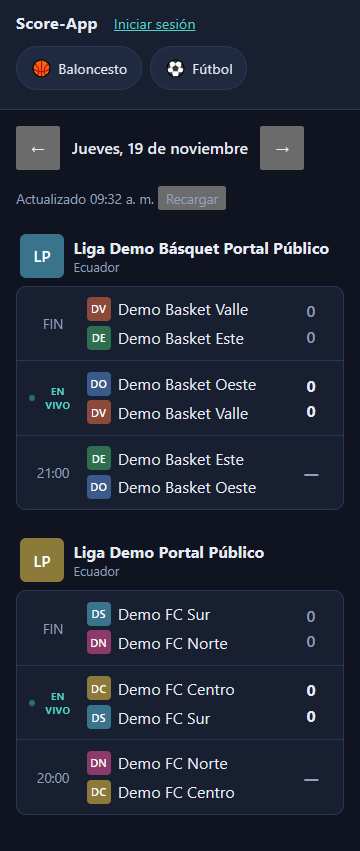 Score-App Iniciar sesión
Baloncesto Fútbol
← Jueves, 19 de noviembre →
Actualizado 09:32 a. m. Recargar
LP Liga Demo Básquet Portal Público
Ecuador
FIN DV Demo Basket Valle 0
DE Demo Basket Este 0
EN VIVO DO Demo Basket Oeste 0
DV Demo Basket Valle 0
21:00 DE Demo Basket Este —
DO Demo Basket Oeste
LP Liga Demo Portal Público
Ecuador
FIN DS Demo FC Sur 0
DN Demo FC Norte 0
EN VIVO DC Demo FC Centro 0
DS Demo FC Sur 0
20:00 DN Demo FC Norte —
DC Demo FC Centro